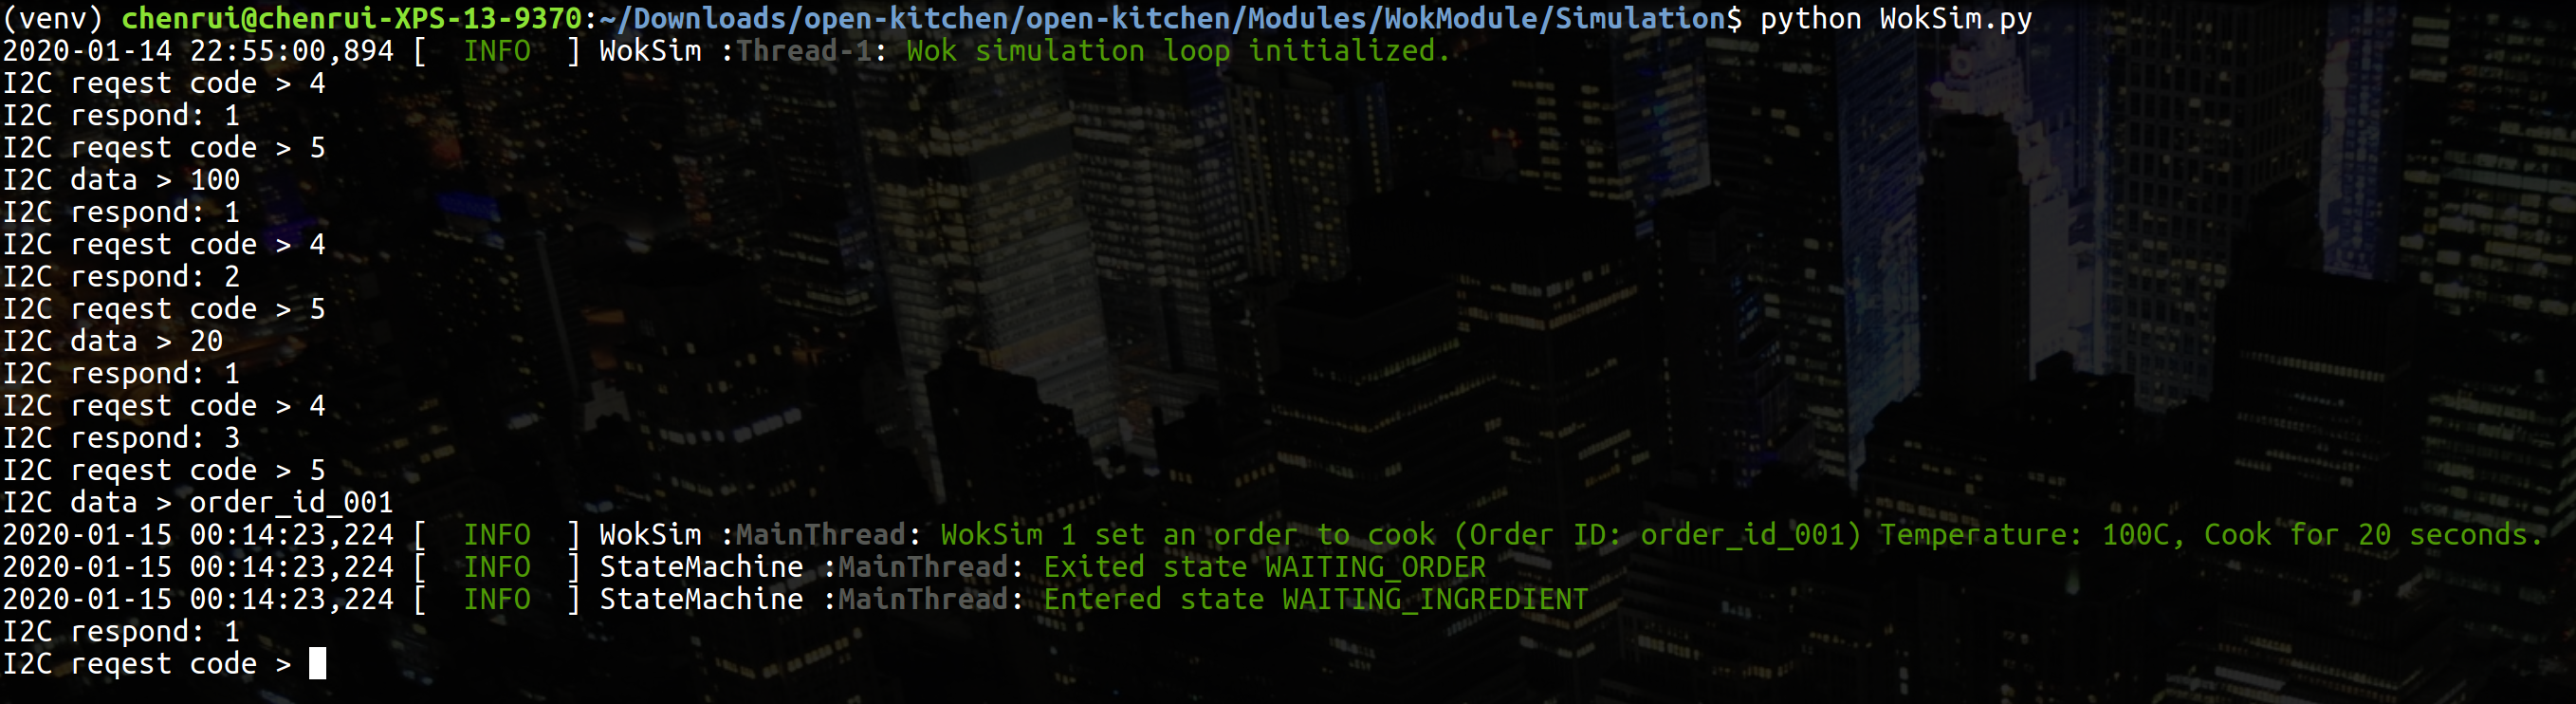 (venv) chenrui@chenrui-XPS-13-9370:~/Downloads/open-kitchen/open-kitchen/Modules/WokModule/Simulation$ python WokSim.py
2020-01-14 22:55:00,894 [  INFO  ] WokSim :Thread-1: Wok simulation loop initialized.
I2C reqest code > 4
I2C respond: 1
I2C reqest code > 5
I2C data > 100
I2C respond: 1
I2C reqest code > 4
I2C respond: 2
I2C reqest code > 5
I2C data > 20
I2C respond: 1
I2C reqest code > 4
I2C respond: 3
I2C reqest code > 5
I2C data > order_id_001
2020-01-15 00:14:23,224 [  INFO  ] WokSim :MainThread: WokSim 1 set an order to cook (Order ID: order_id_001) Temperature: 100C, Cook for 20 seconds.
2020-01-15 00:14:23,224 [  INFO  ] StateMachine :MainThread: Exited state WAITING_ORDER
2020-01-15 00:14:23,224 [  INFO  ] StateMachine :MainThread: Entered state WAITING_INGREDIENT
I2C respond: 1
I2C reqest code >